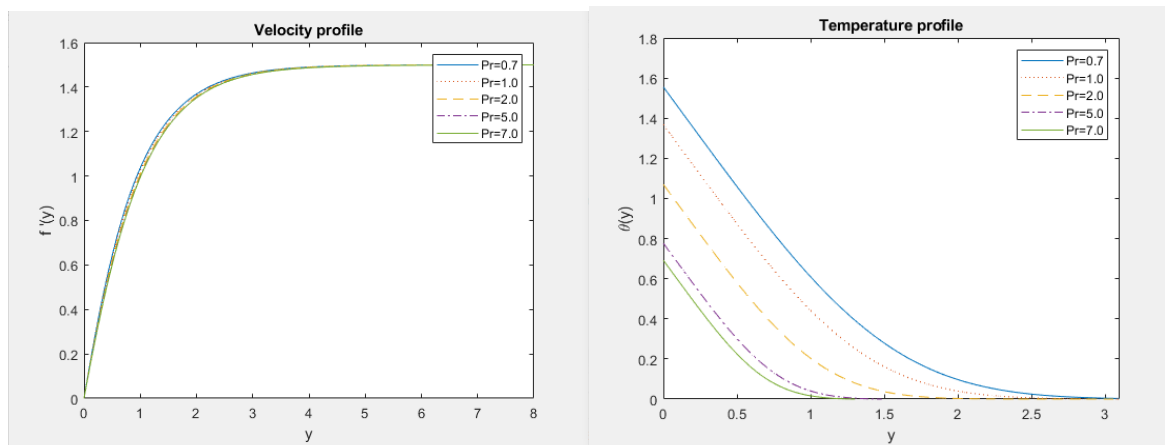 Velocity profile
1.6
1.4
1.2
1
0.8
0.6
0.4
0.2
0
f '(y)
0 1 2 3 4 5 6 7 8
y
Pr=0.7
Pr=1.0
Pr=2.0
Pr=5.0
Pr=7.0
Temperature profile
1.8
1.6
1.4
1.2
1
0.8
0.6
0.4
0.2
0
θ(y)
0 0.5 1 1.5 2 2.5 3
y
Pr=0.7
Pr=1.0
Pr=2.0
Pr=5.0
Pr=7.0